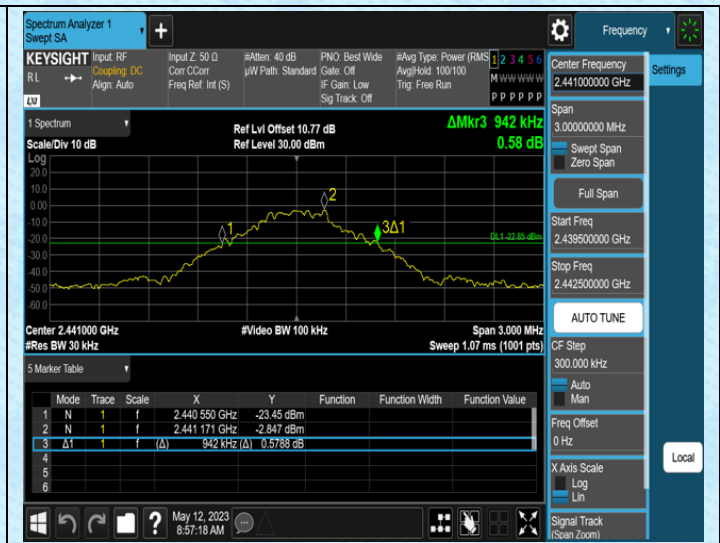 Spectrum Analyzer 1
Swept SA
Frequency
KEYSIGHT
RL
LXI
Input: RF
Coupling: DC
Align: Auto
Input Z: 50 Ω
Corr CCorr
Freq Ref: Int (S)
#Atten: 40 dB
µW Path: Standard
PNO: Best Wide
Gate: Off
IF Gain: Low
Sig Track: Off
#Avg Type: Power (RMS
Avg|Hold: 100/100
Trig: Free Run
1 2 3 4 5 6
M W W W W W
P P P P P P
1 Spectrum
Scale/Div 10 dB
Ref Lvl Offset 10.77 dB
Ref Level 30.00 dBm
ΔMkr3 942 kHz
0.58 dB
Log
20.0
10.0
0.00
-10.0
-20.0
-30.0
-40.0
-50.0
-60.0
1
2
3Δ1
DL1 -22.85 dBm
Center 2.441000 GHz
#Video BW 100 kHz
Span 3.000 MHz
#Res BW 30 kHz
Sweep 1.07 ms (1001 pts)
5 Marker Table
Mode Trace Scale X Y Function Function Width Function Value
1 N 1 f 2.440 550 GHz -23.45 dBm
2 N 1 f 2.441 171 GHz -2.847 dBm
3 Δ1 1 f (Δ) 942 kHz (Δ) 0.5788 dB
4
5
6
?
May 12, 2023
8:57:18 AM
Center Frequency
2.441000000 GHz
Span
3.00000000 MHz
Swept Span
Zero Span
Full Span
Start Freq
2.439500000 GHz
Stop Freq
2.442500000 GHz
AUTO TUNE
CF Step
300.000 kHz
Auto
Man
Freq Offset
0 Hz
X Axis Scale
Log
Lin
Signal Track
(Span Zoom)
Settings
Local